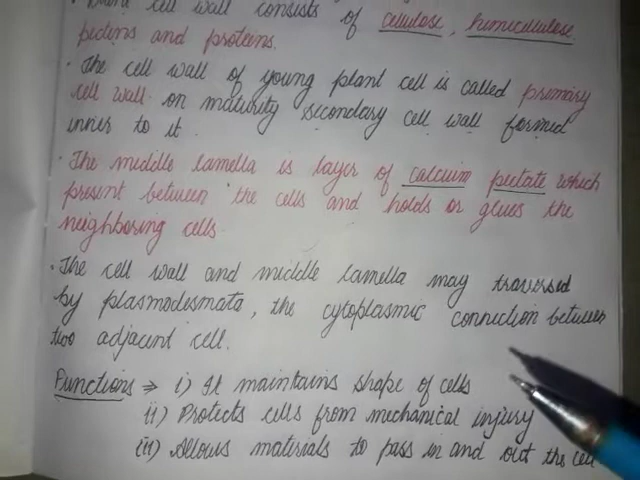 Plant cell wall consists of cellulose, hemicellulose
pectins and proteins.
· The cell wall of young plant cell is called primary
cell wall on maturity secondary cell wall formed
inner to it.
· The middle lamella is layer of calcium pectate which
present between the cells and holds or glues the
neighboring cells.
· The cell wall and middle lamella may traversed
by plasmodesmata, the cytoplasmic connection between
two adjacent cell.
Functions ⇒ i) It maintains shape of cells
ii) Protects cells from mechanical injury
iii) Allows materials to pass in and out the cell